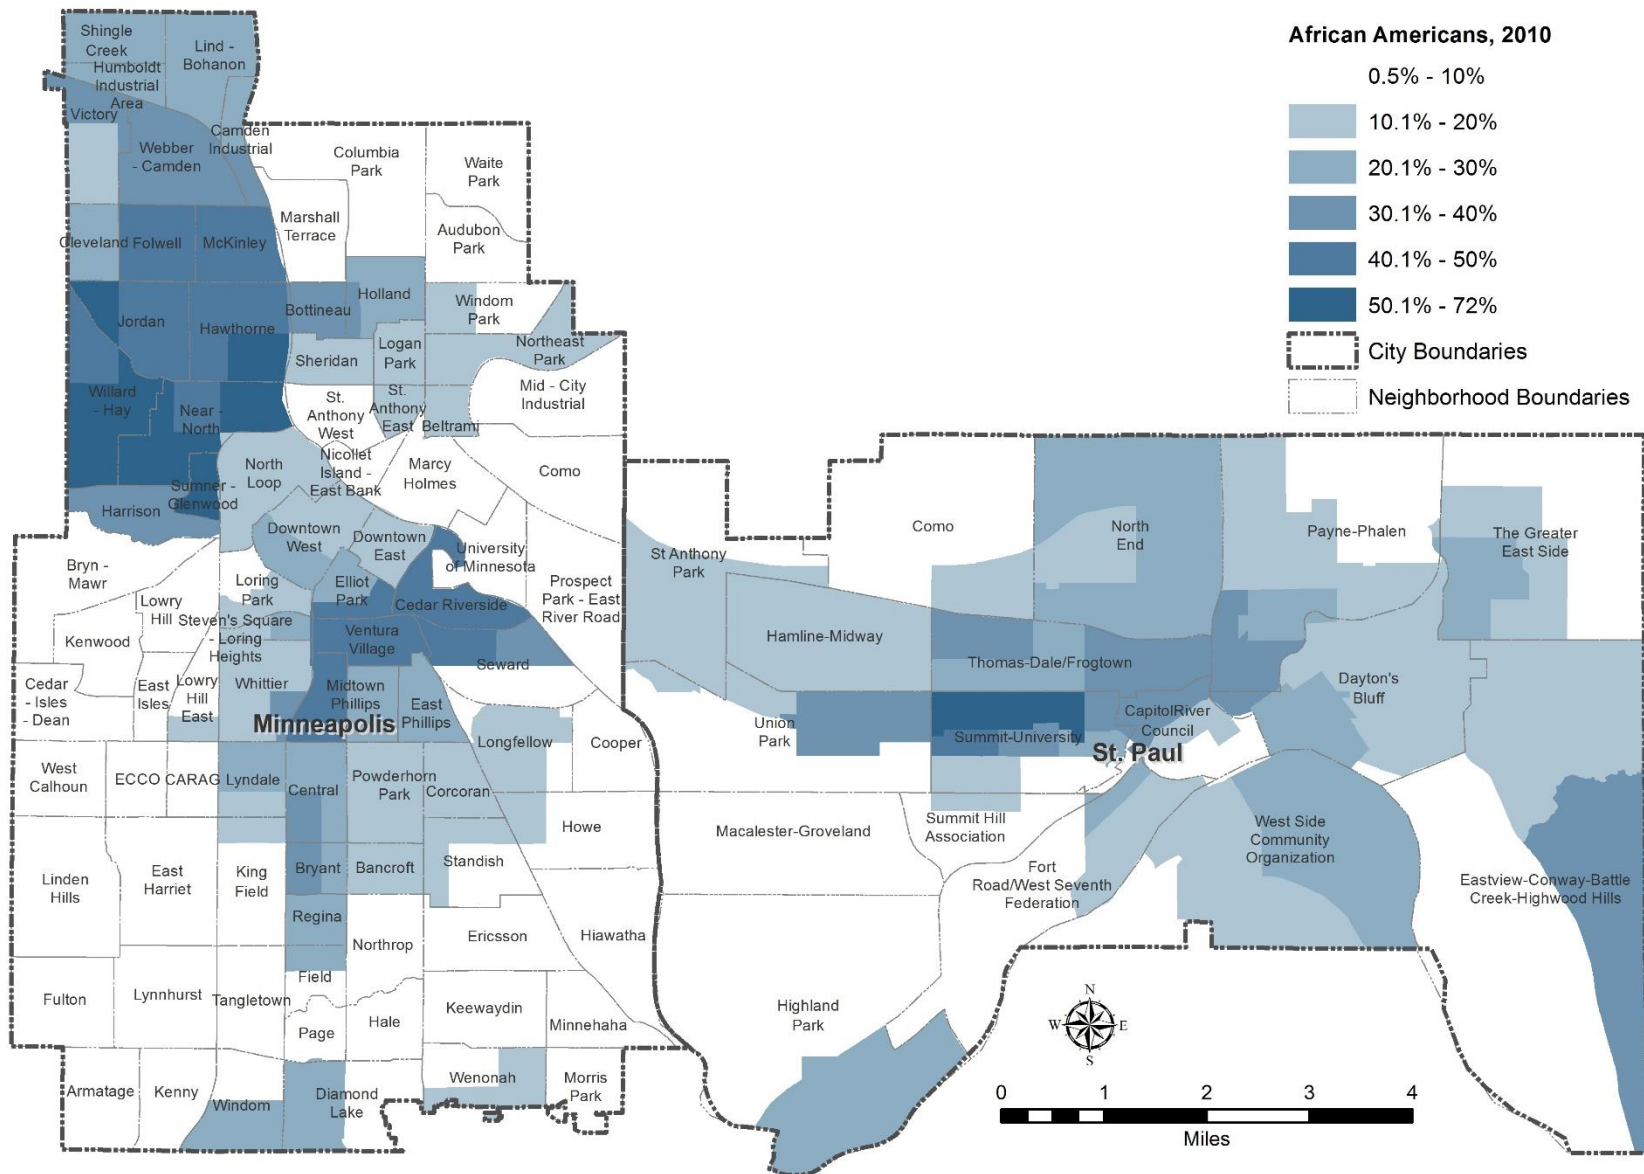 African Americans, 2010
0.5% - 10%
10.1% - 20%
20.1% - 30%
30.1% - 40%
40.1% - 50%
50.1% - 72%
City Boundaries
Neighborhood Boundaries
Shingle
Creek
Lind -
Bohanon
Humboldt
Industrial
Area
Victory
Webber
- Camden
Camden
Industrial
Columbia
Park
Waite
Park
Marshall
Terrace
Audubon
Park
Cleveland
Folwell
McKinley
Jordan
Hawthorne
Bottineau
Holland
Windom
Park
Sheridan
Logan
Park
Northeast
Park
Mid - City
Industrial
Willard
- Hay
Near -
North
St.
Anthony
West
St.
Anthony
East
Beltrami
North
Loop
Nicollet
Island -
East Bank
Marcy
Holmes
Como
Sumner -
Glenwood
Harrison
Downtown
West
Downtown
East
University
of Minnesota
Bryn -
Mawr
Loring
Park
Elliot
Park
Cedar Riverside
Prospect
Park - East
River Road
Lowry
Hill
Kenwood
Steven's Square
- Loring
Heights
Ventura
Village
Seward
Cedar
- Isles
- Dean
East
Isles
Lowry
Hill
East
Whittier
Midtown
Phillips
East
Phillips
Minneapolis
Longfellow
Cooper
West
Calhoun
ECCO
CARAG
Lyndale
Central
Powderhorn
Park
Corcoran
Howe
Linden
Hills
East
Harriet
King
Field
Bryant
Bancroft
Standish
Regina
Northrop
Ericsson
Hiawatha
Field
Fulton
Lynnhurst
Tangletown
Page
Hale
Keewaydin
Minnehaha
Armatage
Kenny
Windom
Diamond
Lake
Wenonah
Morris
Park
St Anthony
Park
Como
North
End
Payne-Phalen
The Greater
East Side
Hamline-Midway
Thomas-Dale/Frogtown
Dayton's
Bluff
Union
Park
Summit-University
CapitolRiver
Council
St. Paul
Macalester-Groveland
Summit Hill
Association
West Side
Community
Organization
Fort
Road/West Seventh
Federation
Eastview-Conway-Battle
Creek-Highwood Hills
Highland
Park
N
W
E
S
0
1
2
3
4
Miles